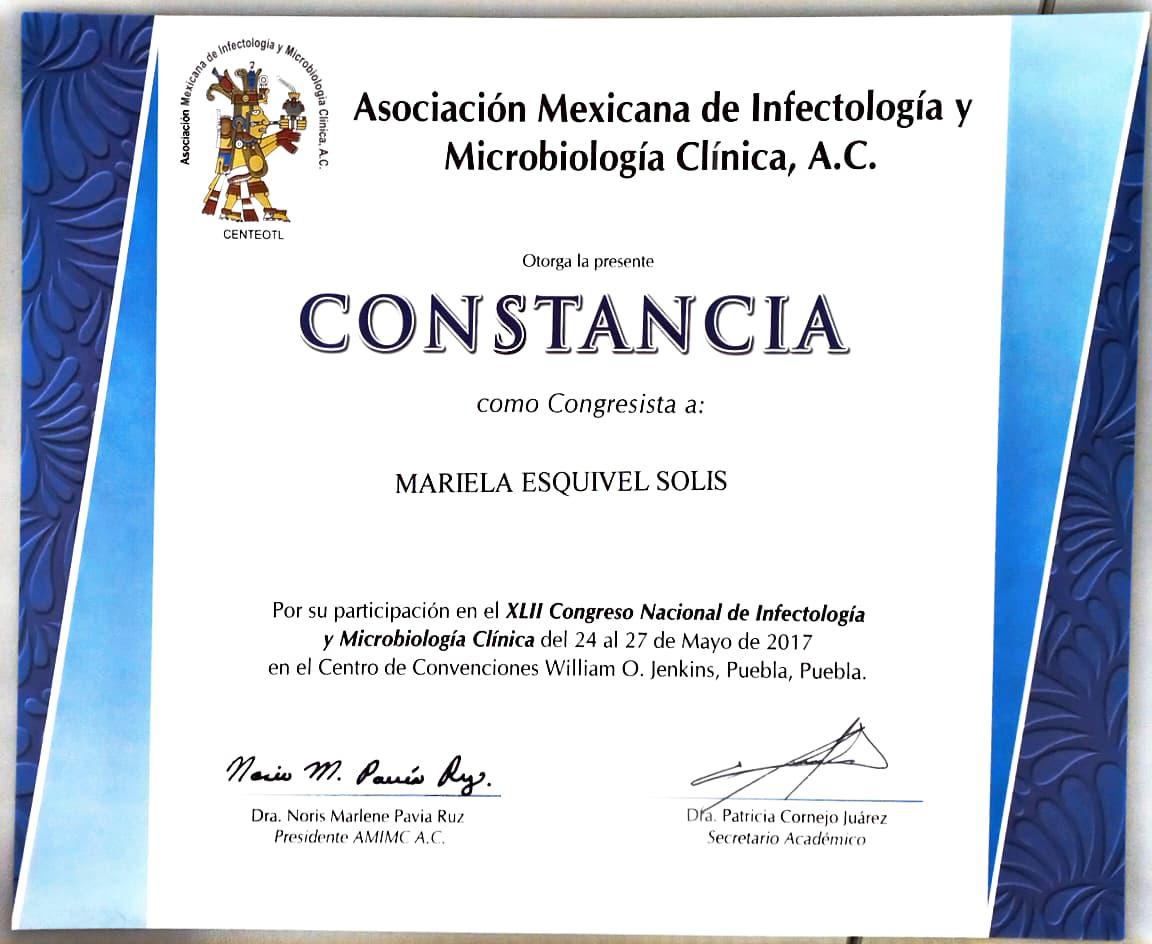 Asociación Mexicana de Infectología y Microbiología Clínica, A.C.
CENTEOTL
Asociación Mexicana de Infectología y
Microbiología Clínica, A.C.
Otorga la presente
CONSTANCIA
como Congresista a:
MARIELA ESQUIVEL SOLIS
Por su participación en el XLII Congreso Nacional de Infectología
y Microbiología Clínica del 24 al 27 de Mayo de 2017
en el Centro de Convenciones William O. Jenkins, Puebla, Puebla.
Dra. Noris Marlene Pavia Ruz
Presidente AMIMC A.C.
Dra. Patricia Cornejo Juárez
Secretario Académico